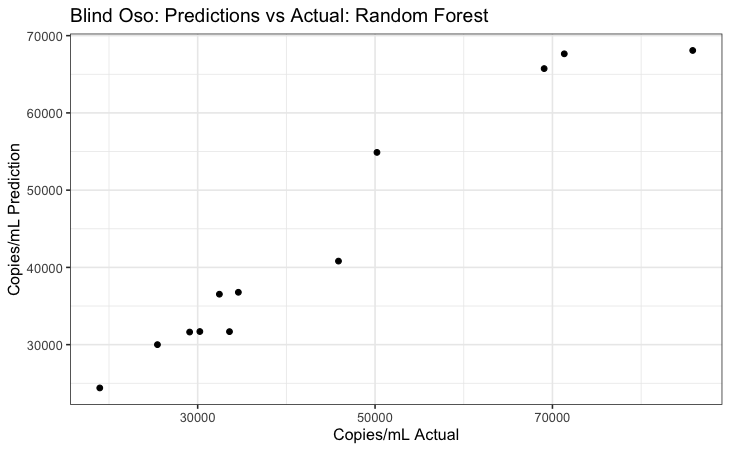 Blind Oso: Predictions vs Actual: Random Forest
70000
60000
50000
40000
30000
Copies/mL Prediction
30000 50000 70000
Copies/mL Actual